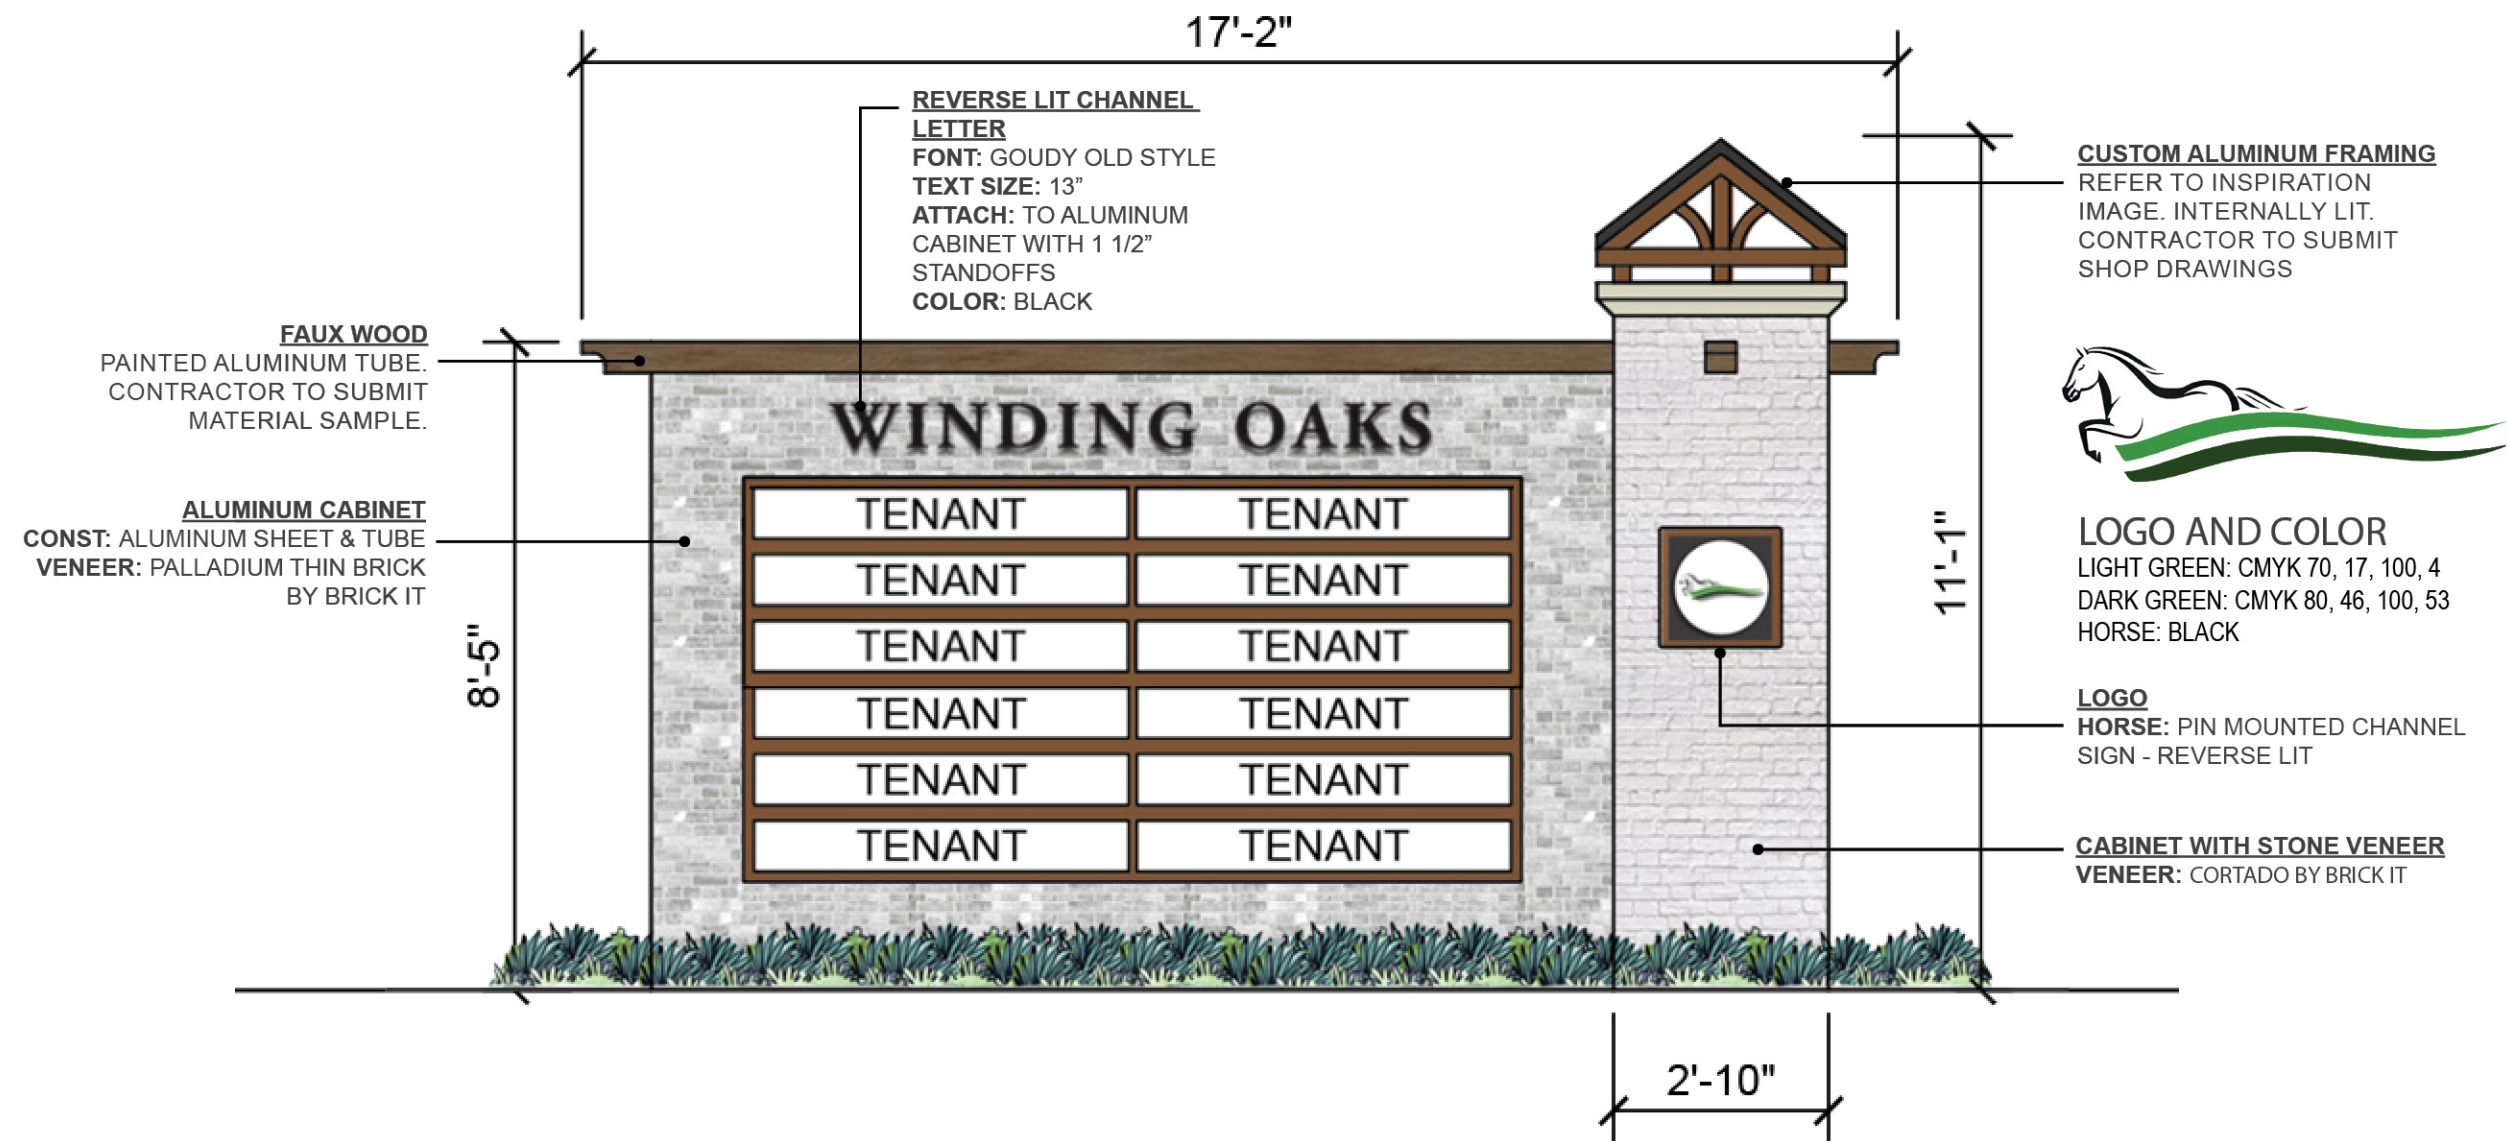 17'-2"
REVERSE LIT CHANNEL
LETTER
FONT: GOUDY OLD STYLE
TEXT SIZE: 13”
ATTACH: TO ALUMINUM
CABINET WITH 1 1/2”
STANDOFFS
COLOR: BLACK
CUSTOM ALUMINUM FRAMING
REFER TO INSPIRATION
IMAGE. INTERNALLY LIT.
CONTRACTOR TO SUBMIT
SHOP DRAWINGS
FAUX WOOD
PAINTED ALUMINUM TUBE.
CONTRACTOR TO SUBMIT
MATERIAL SAMPLE.
ALUMINUM CABINET
CONST: ALUMINUM SHEET & TUBE
VENEER: PALLADIUM THIN BRICK
BY BRICK IT
8'-5"
WINDING OAKS
TENANT TENANT
TENANT TENANT
TENANT TENANT
TENANT TENANT
TENANT TENANT
TENANT TENANT
11'-1"
LOGO AND COLOR
LIGHT GREEN: CMYK 70, 17, 100, 4
DARK GREEN: CMYK 80, 46, 100, 53
HORSE: BLACK
LOGO
HORSE: PIN MOUNTED CHANNEL
SIGN - REVERSE LIT
CABINET WITH STONE VENEER
VENEER: CORTADO BY BRICK IT
2'-10"